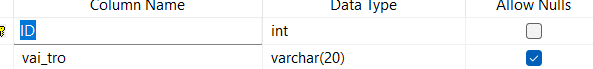 Column Name Data Type Allow Nulls
ID int
vai_tro varchar(20)